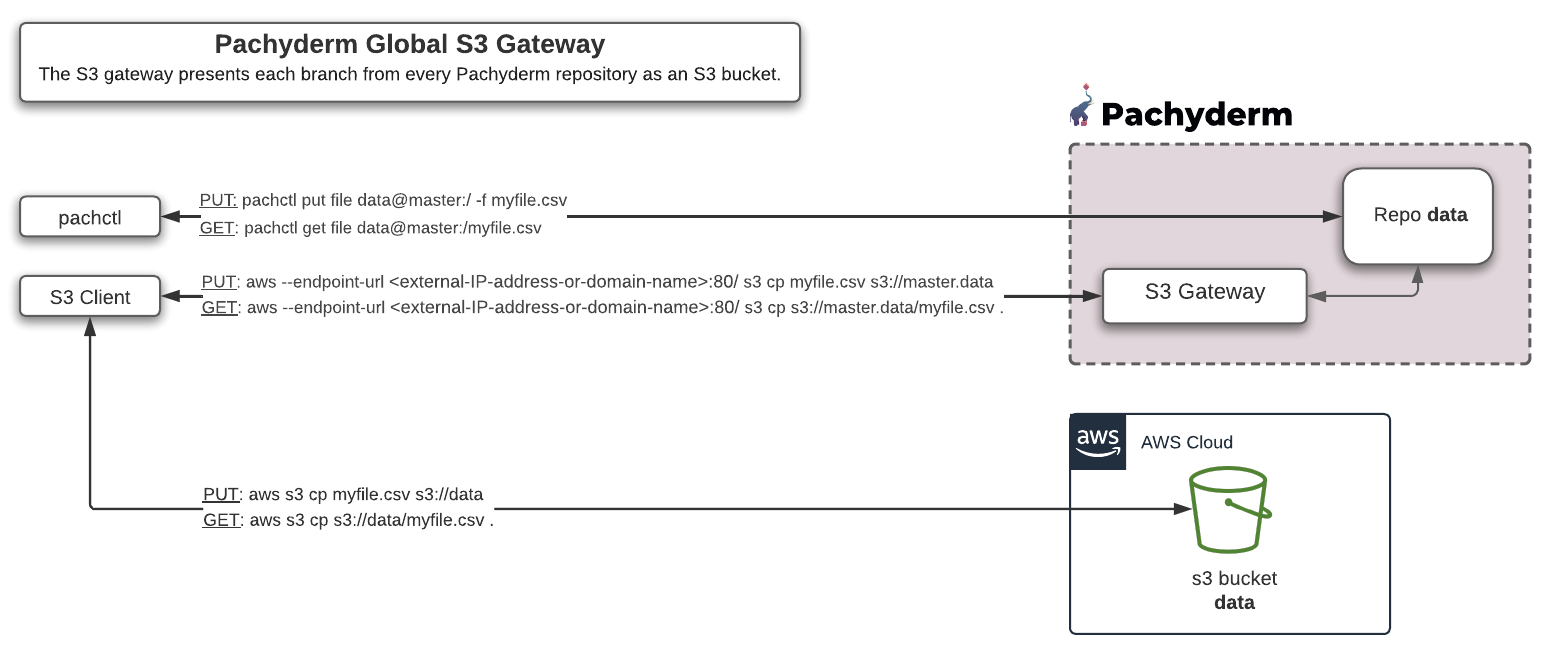 Pachyderm Global S3 Gateway
The S3 gateway presents each branch from every Pachyderm repository as an S3 bucket.
Pachyderm
pachctl
PUT: pachctl put file data@master:/ -f myfile.csv
GET: pachctl get file data@master:/myfile.csv
Repo data
S3 Client
PUT: aws --endpoint-url <external-IP-address-or-domain-name>:80/ s3 cp myfile.csv s3://master.data
GET: aws --endpoint-url <external-IP-address-or-domain-name>:80/ s3 cp s3://master.data/myfile.csv .
S3 Gateway
aws
AWS Cloud
PUT: aws s3 cp myfile.csv s3://data
GET: aws s3 cp s3://data/myfile.csv .
s3 bucket
data